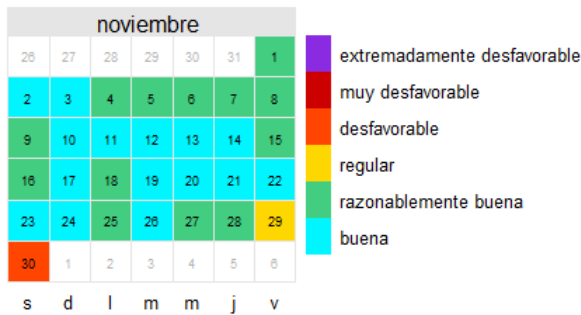 noviembre
26 27 28 29 30 31 1
2 3 4 5 6 7 8
9 10 11 12 13 14 15
16 17 18 19 20 21 22
23 24 25 26 27 28 29
30 1 2 3 4 5 6
s d l m m j v
extremadamente desfavorable
muy desfavorable
desfavorable
regular
razonablemente buena
buena